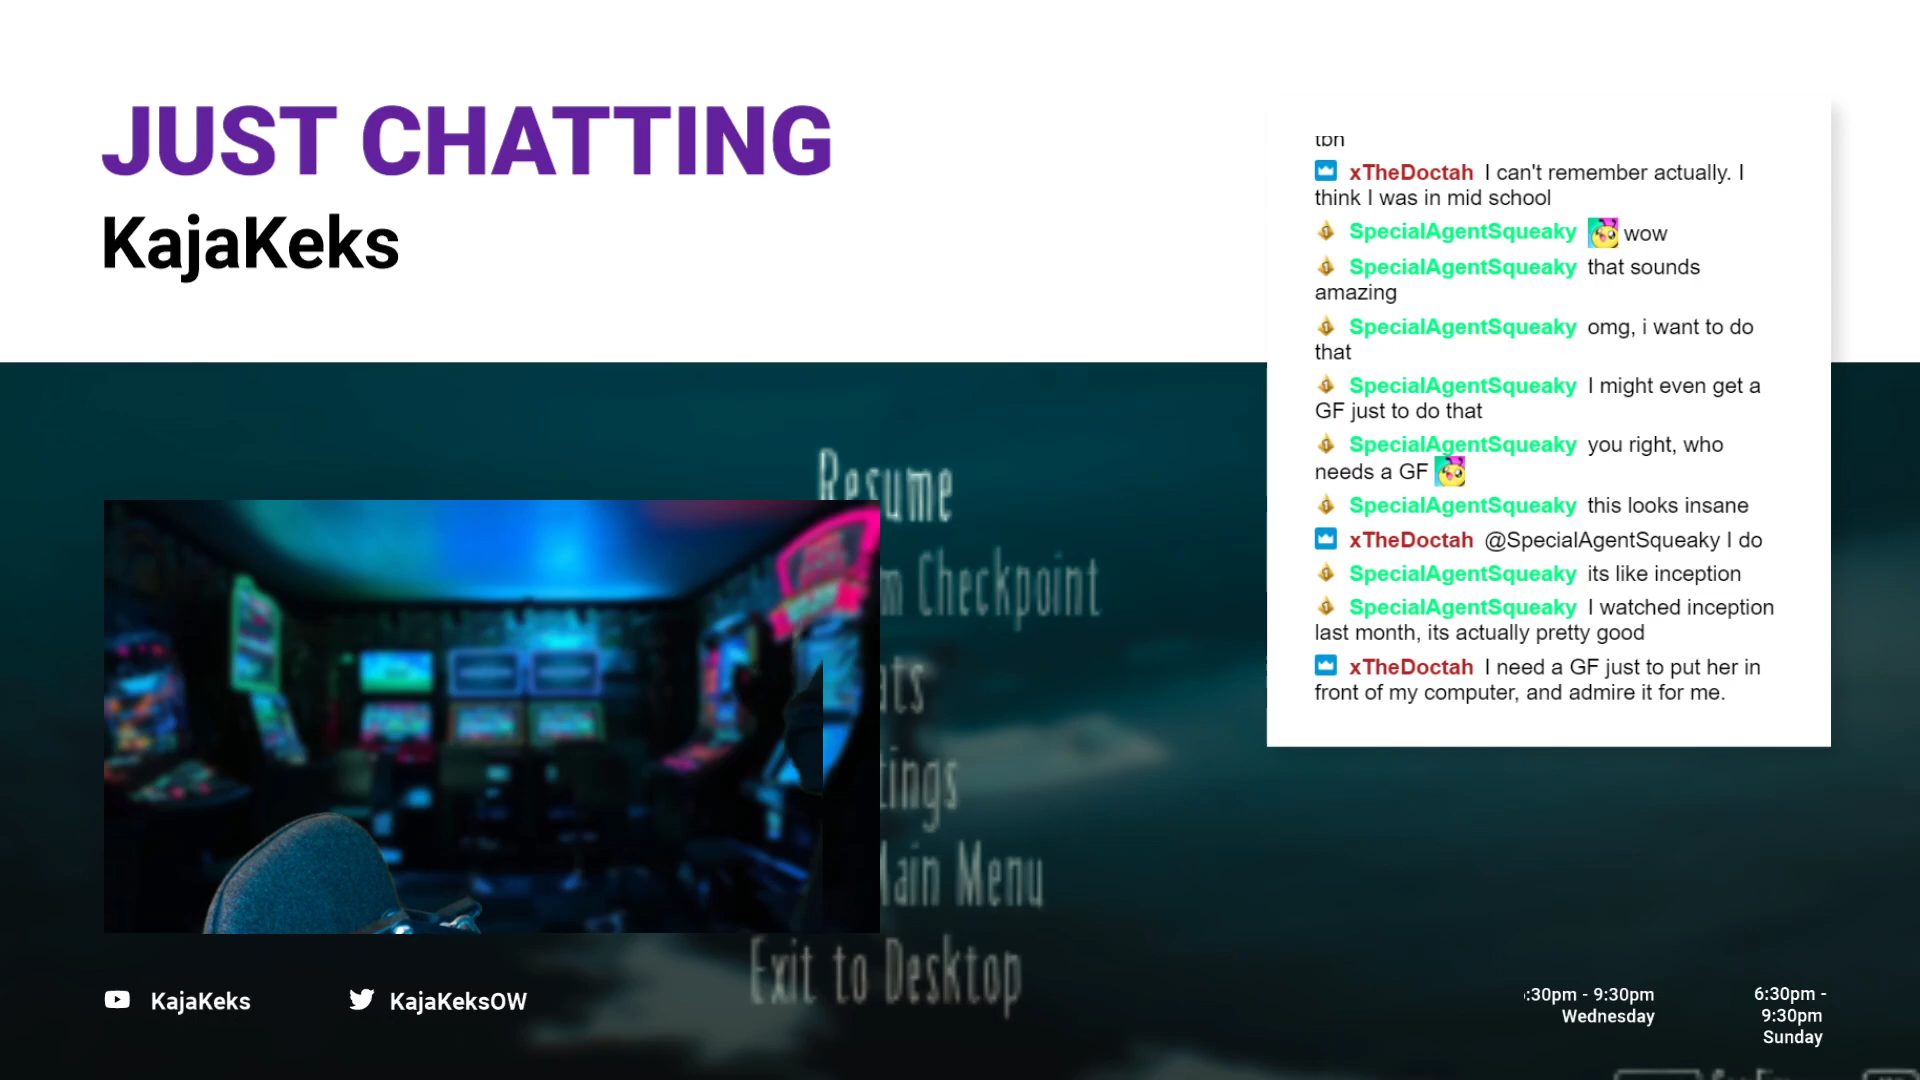 JUST CHATTING
KajaKeks
tbh
xTheDoctah I can't remember actually. I
think I was in mid school
SpecialAgentSqueaky wow
SpecialAgentSqueaky that sounds
amazing
SpecialAgentSqueaky omg, i want to do
that
SpecialAgentSqueaky I might even get a
GF just to do that
SpecialAgentSqueaky you right, who
needs a GF
SpecialAgentSqueaky this looks insane
xTheDoctah @SpecialAgentSqueaky I do
SpecialAgentSqueaky its like inception
SpecialAgentSqueaky I watched inception
last month, its actually pretty good
xTheDoctah I need a GF just to put her in
front of my computer, and admire it for me.
Resume
Checkpoint
Main Menu
Exit to Desktop
KajaKeks
KajaKeksOW
:30pm - 9:30pm
Wednesday
6:30pm -
9:30pm
Sunday